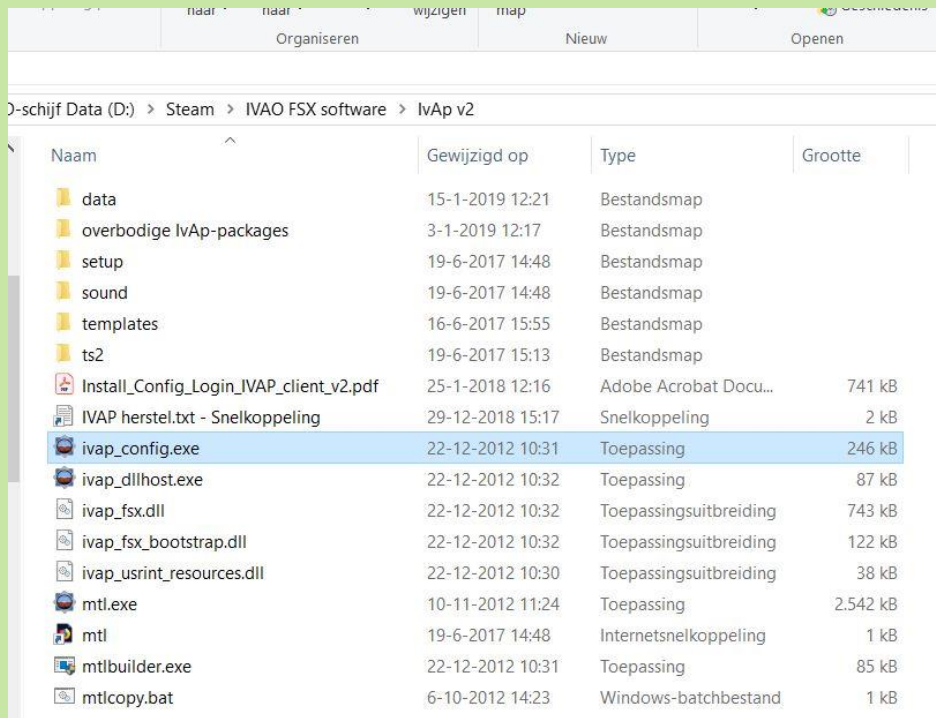 naar naar wijzigen map
Organiseren Nieuw Openen
D-schijf Data (D:) > Steam > IVAO FSX software > IvAp v2
Naam Gewijzigd op Type Grootte
data 15-1-2019 12:21 Bestandsmap
overbodige IvAp-packages 3-1-2019 12:17 Bestandsmap
setup 19-6-2017 14:48 Bestandsmap
sound 19-6-2017 14:48 Bestandsmap
templates 16-6-2017 15:55 Bestandsmap
ts2 19-6-2017 15:13 Bestandsmap
Install_Config_Login_IVAP_client_v2.pdf 25-1-2018 12:16 Adobe Acrobat Docu... 741 kB
IVAP herstel.txt - Snelkoppeling 29-12-2018 15:17 Snelkoppeling 2 kB
ivap_config.exe 22-12-2012 10:31 Toepassing 246 kB
ivap_dllhost.exe 22-12-2012 10:32 Toepassing 87 kB
ivap_fsx.dll 22-12-2012 10:32 Toepassingsuitbreiding 743 kB
ivap_fsx_bootstrap.dll 22-12-2012 10:32 Toepassingsuitbreiding 122 kB
ivap_usrint_resources.dll 22-12-2012 10:30 Toepassingsuitbreiding 38 kB
mtl.exe 10-11-2012 11:24 Toepassing 2.542 kB
mtl 19-6-2017 14:48 Internetsnelkoppeling 1 kB
mtlbuilder.exe 22-12-2012 10:31 Toepassing 85 kB
mtlcopy.bat 6-10-2012 14:23 Windows-batchbestand 1 kB